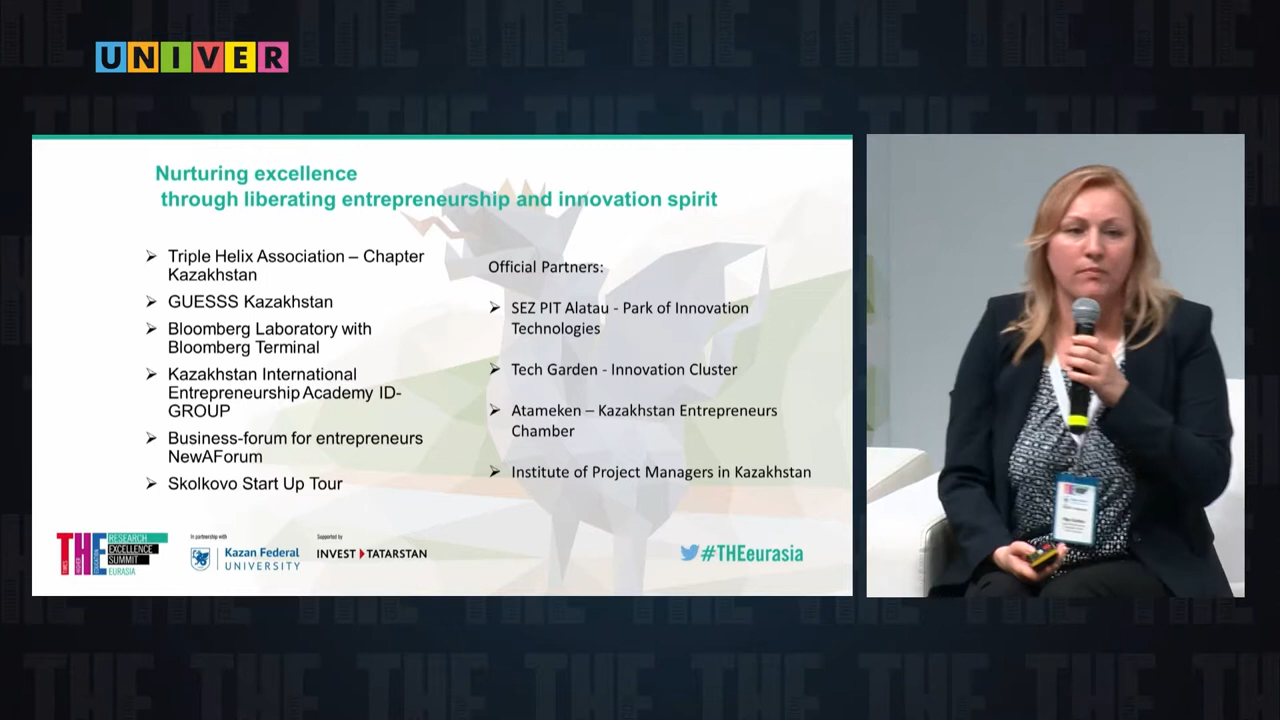 UNIVER
Nurturing excellence
through liberating entrepreneurship and innovation spirit
➢ Triple Helix Association – Chapter
Kazakhstan
➢ GUESSS Kazakhstan
➢ Bloomberg Laboratory with
Bloomberg Terminal
➢ Kazakhstan International
Entrepreneurship Academy ID-
GROUP
➢ Business-forum for entrepreneurs
NewAForum
➢ Skolkovo Start Up Tour
Official Partners:
➢ SEZ PIT Alatau - Park of Innovation
Technologies
➢ Tech Garden - Innovation Cluster
➢ Atameken – Kazakhstan Entrepreneurs
Chamber
➢ Institute of Project Managers in Kazakhstan
THE
RESEARCH
EXCELLENCE
SUMMIT
EURASIA
In partnership with
Kazan Federal
UNIVERSITY
Supported by
INVEST TATARSTAN
#THEeurasia